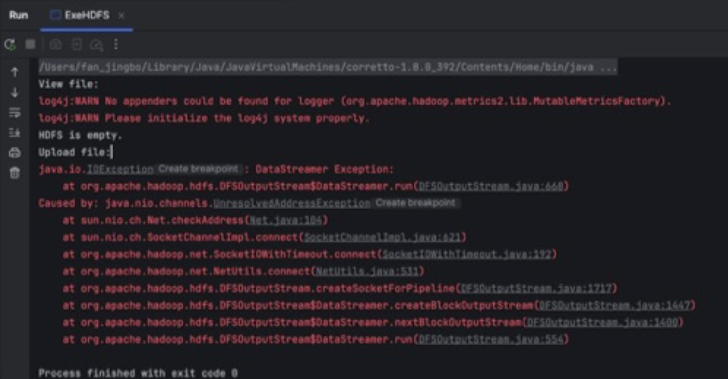 Run ExeHDFS ×
/Users/fan_jingbo/Library/Java/JavaVirtualMachines/corretto-1.8.0_392/Contents/Home/bin/java ...
View file:
log4j:WARN No appenders could be found for logger (org.apache.hadoop.metrics2.lib.MutableMetricsFactory).
log4j:WARN Please initialize the log4j system properly.
HDFS is empty.
Upload file:
java.io.IOException Create breakpoint : DataStreamer Exception:
at org.apache.hadoop.hdfs.DFSOutputStream$DataStreamer.run(DFSOutputStream.java:668)
Caused by: java.nio.channels.UnresolvedAddressException Create breakpoint
at sun.nio.ch.Net.checkAddress(Net.java:104)
at sun.nio.ch.SocketChannelImpl.connect(SocketChannelImpl.java:621)
at org.apache.hadoop.net.SocketIOWithTimeout.connect(SocketIOWithTimeout.java:192)
at org.apache.hadoop.net.NetUtils.connect(NetUtils.java:531)
at org.apache.hadoop.hdfs.DFSOutputStream.createSocketForPipeline(DFSOutputStream.java:1717)
at org.apache.hadoop.hdfs.DFSOutputStream$DataStreamer.createBlockOutputStream(DFSOutputStream.java:1447)
at org.apache.hadoop.hdfs.DFSOutputStream$DataStreamer.nextBlockOutputStream(DFSOutputStream.java:1400)
at org.apache.hadoop.hdfs.DFSOutputStream$DataStreamer.run(DFSOutputStream.java:554)
Process finished with exit code 0